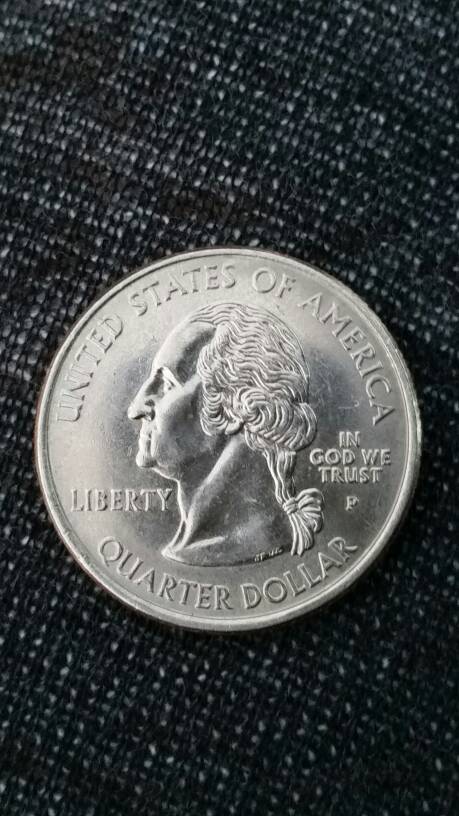 UNITED STATES OF AMERICA
LIBERTY
IN
GOD WE
TRUST
P
QUARTER DOLLAR